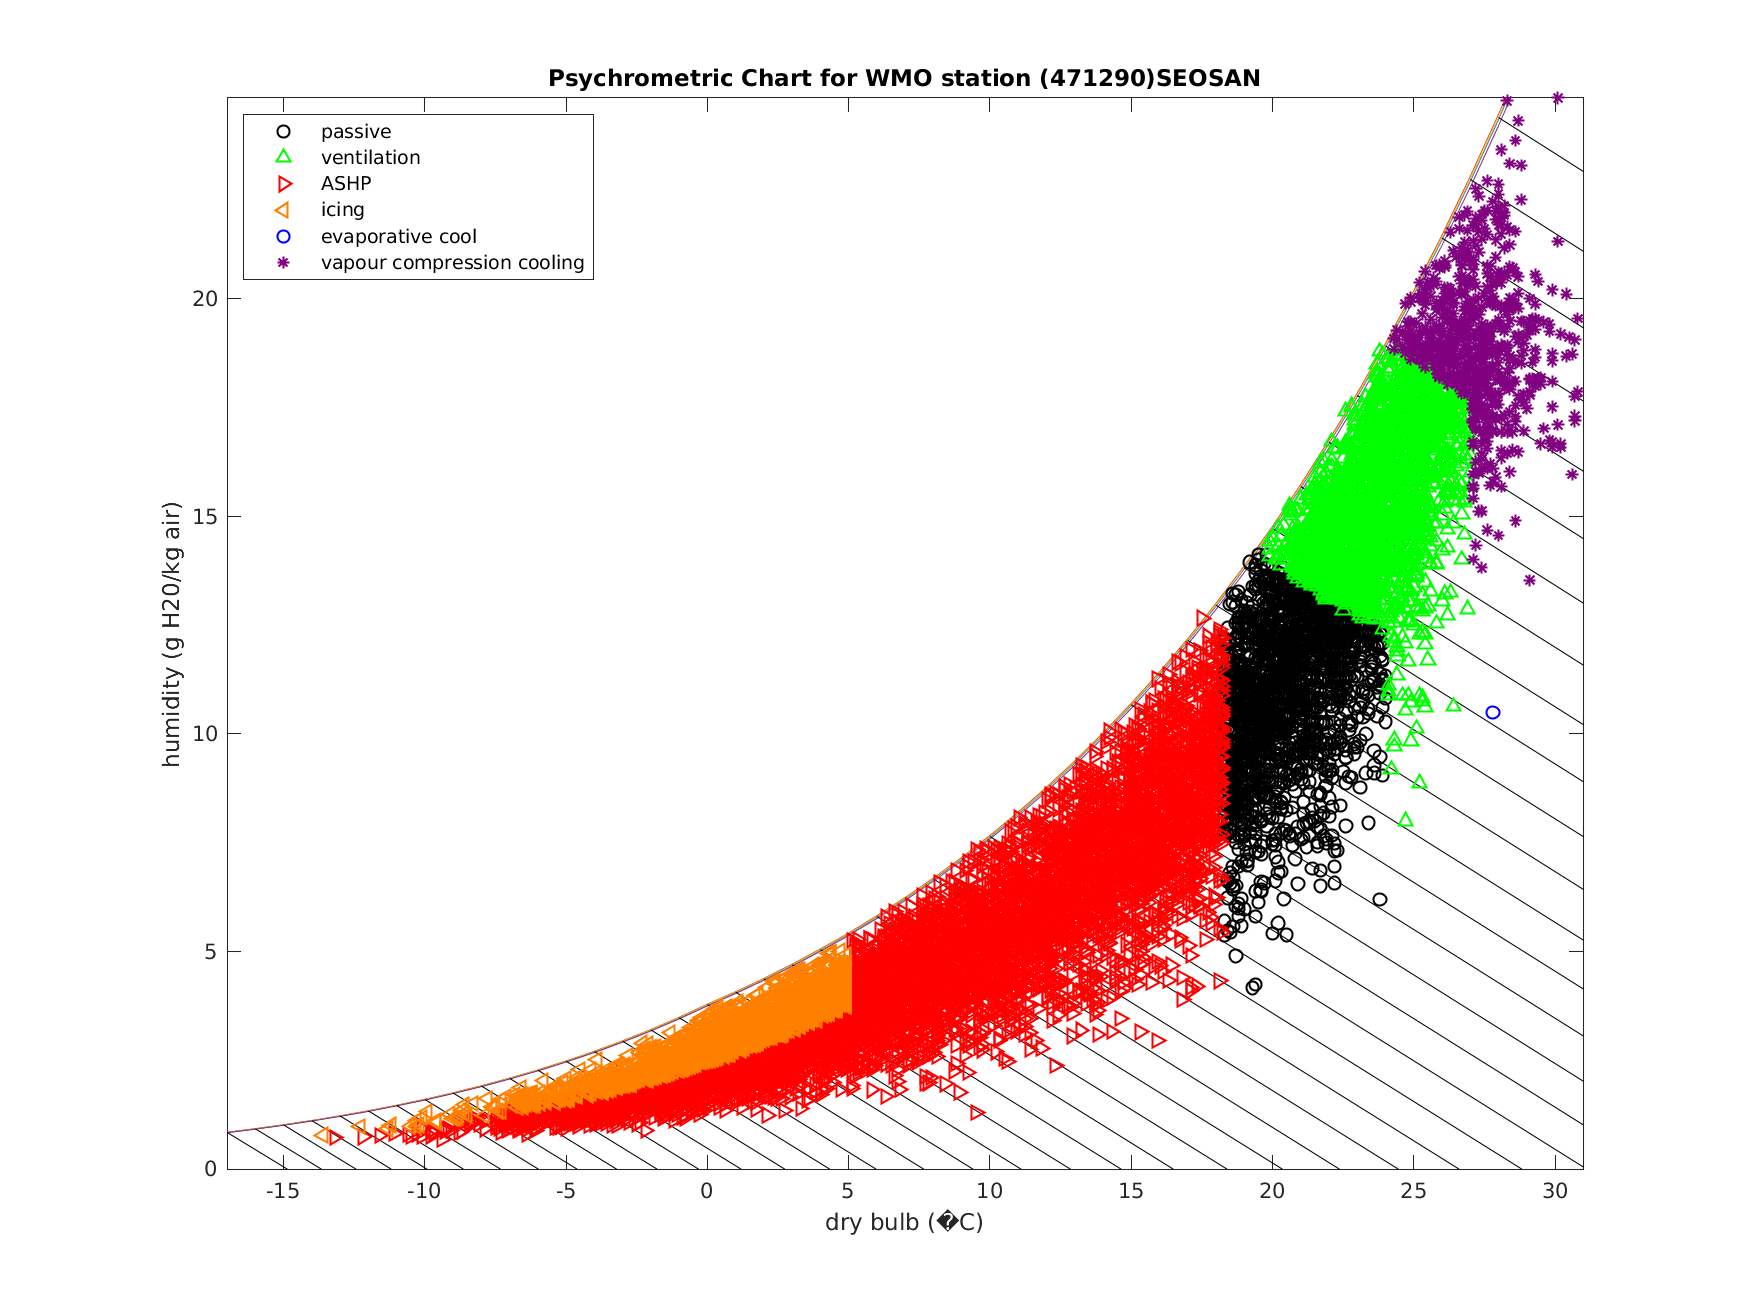 Psychrometric Chart for WMO station (471290)SEOSAN
passive
ventilation
ASHP
icing
evaporative cool
vapour compression cooling
humidity (g H20/kg air)
20
15
10
5
0
-15 -10 -5 0 5 10 15 20 25 30
dry bulb (�C)